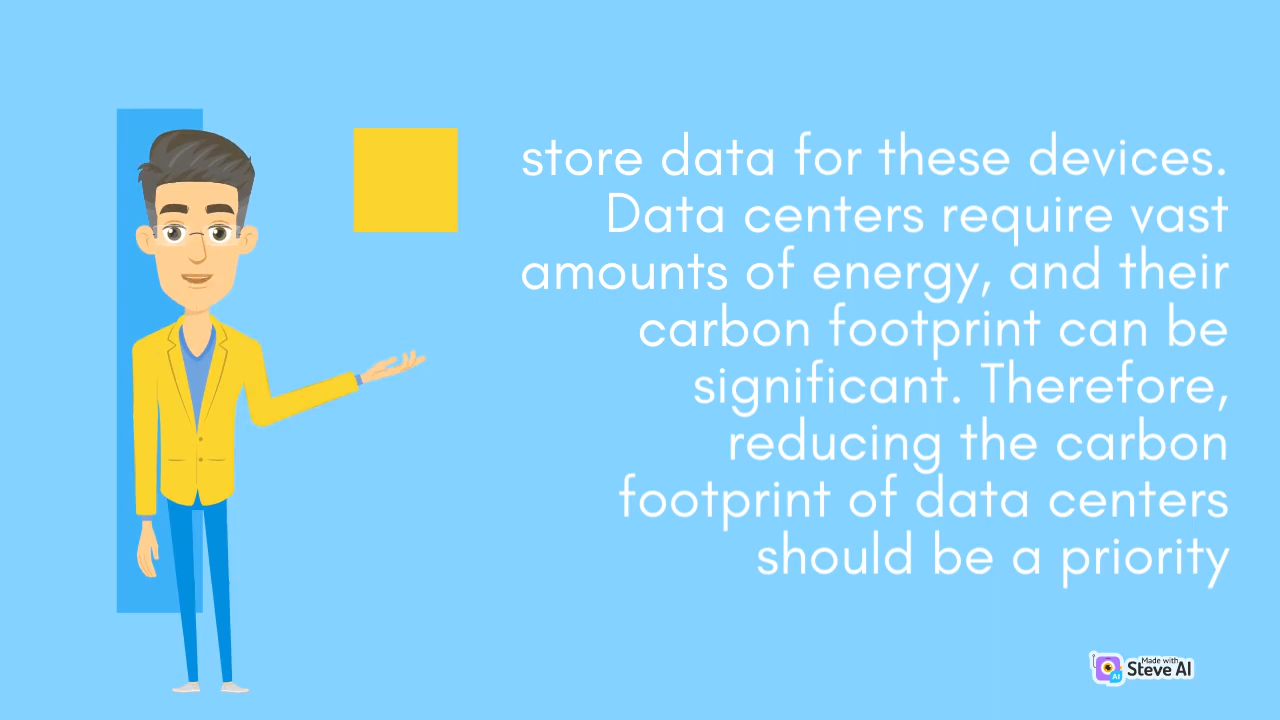 store data for these devices.
Data centers require vast
amounts of energy, and their
carbon footprint can be
significant. Therefore,
reducing the carbon
footprint of data centers
should be a priority
Made with
Steve AI
AI